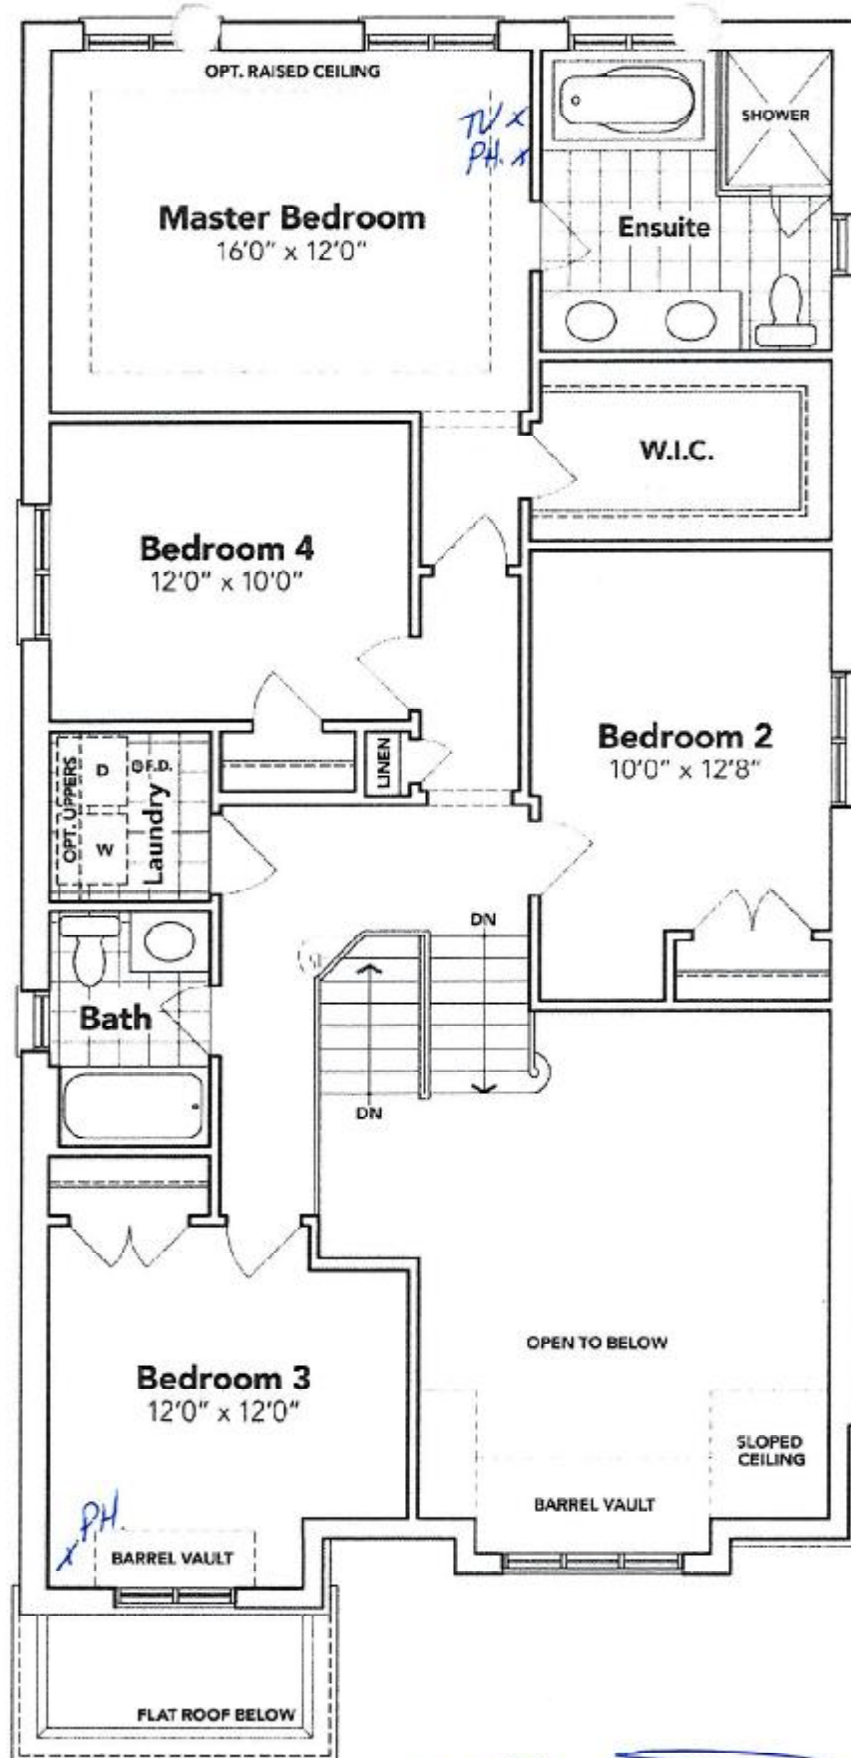 OPT. RAISED CEILING
TV x
PH. x
SHOWER
Master Bedroom
16'0" x 12'0"
Ensuite
W.I.C.
Bedroom 4
12'0" x 10'0"
Bedroom 2
10'0" x 12'8"
LINEN
OPT. UPPERS
D
F.D.
W
Laundry
DN
Bath
DN
OPEN TO BELOW
Bedroom 3
12'0" x 12'0"
SLOPED
CEILING
BARREL VAULT
PH.
x
BARREL VAULT
FLAT ROOF BELOW